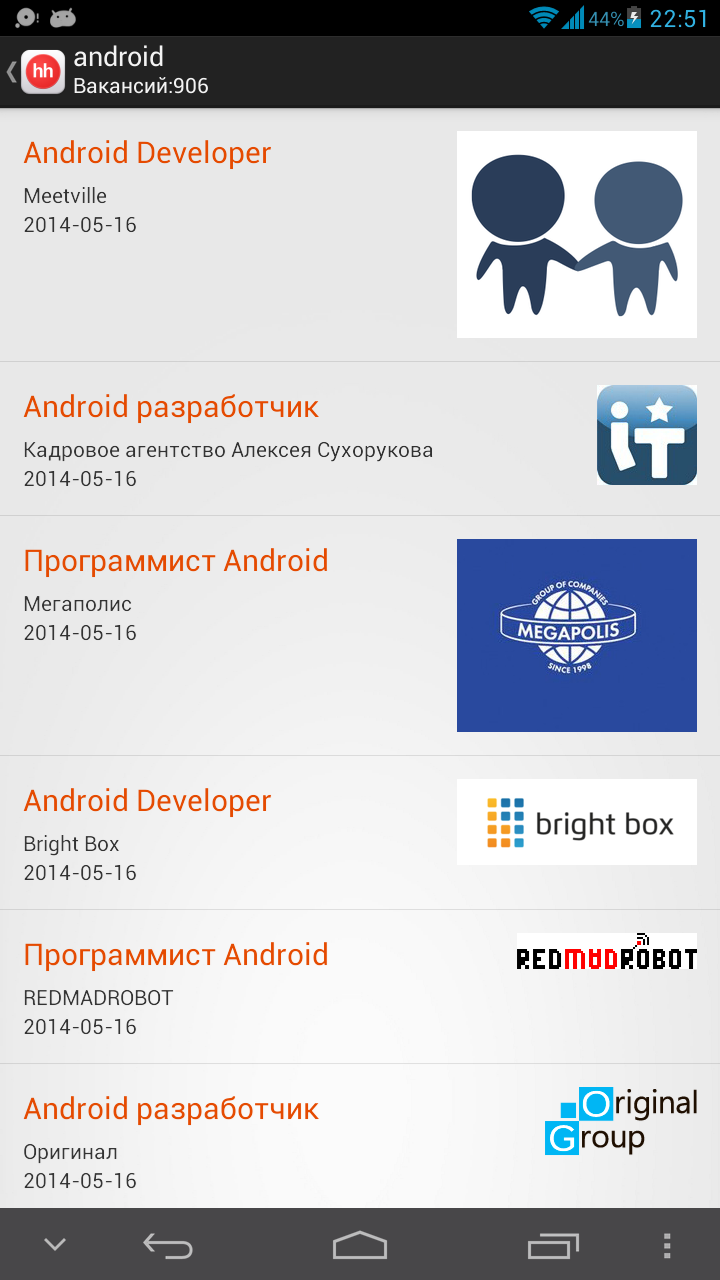 44% 22:51
hh
android
Вакансий:906
Android Developer
Meetville
2014-05-16
Android разработчик
Кадровое агентство Алексея Сухорукова
2014-05-16
iT
Программист Android
Мегаполис
2014-05-16
GROUP OF COMPANIES
MEGAPOLIS
SINCE 1998
Android Developer
Bright Box
2014-05-16
bright box
Программист Android
REDMADROBOT
2014-05-16
REDMADROBOT
Android разработчик
Оригинал
2014-05-16
Original
Group